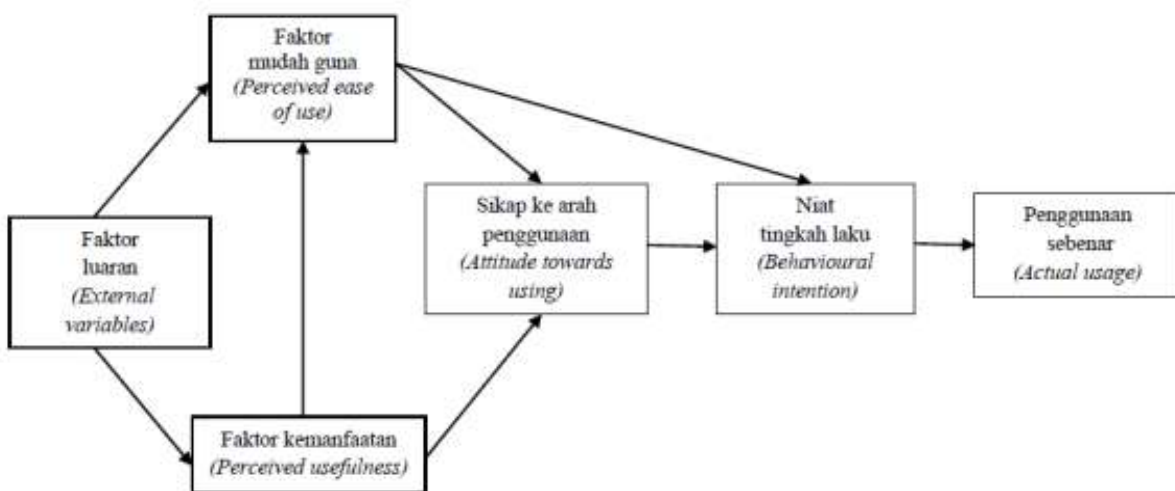 Faktor
mudah guna
(Perceived ease
of use)
Faktor
luaran
(External
variables)
Sikap ke arah
penggunaan
(Attitude towards
using)
Niat
tingkah laku
(Behavioural
intention)
Penggunaan
sebenar
(Actual usage)
Faktor kemanfaatan
(Perceived usefulness)